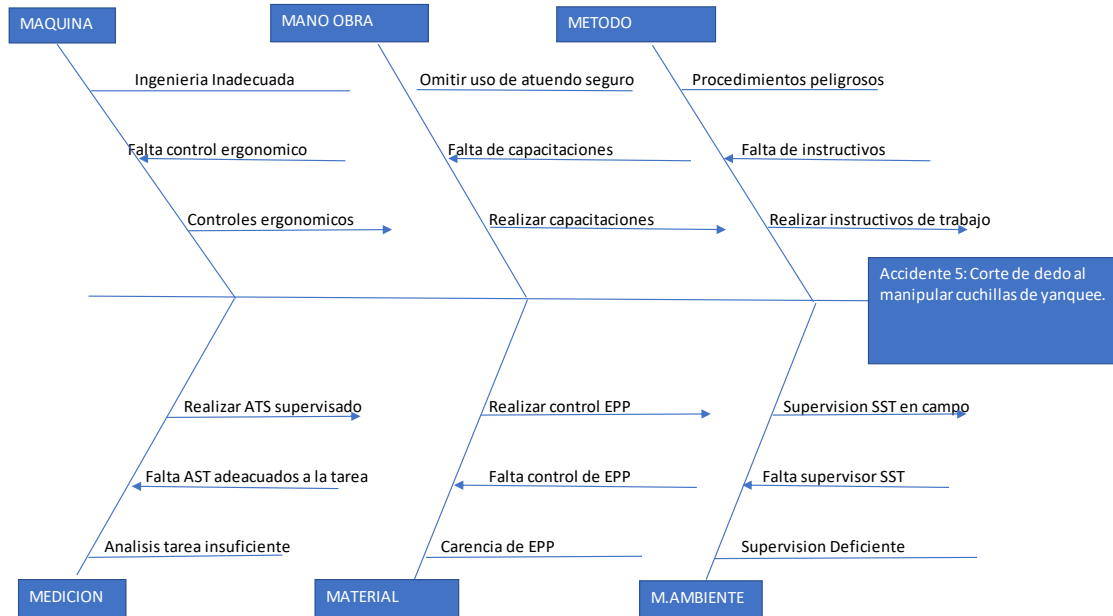 MAQUINA
MANO OBRA
METODO
Ingenieria Inadecuada
Omitir uso de atuendo seguro
Procedimientos peligrosos
Falta control ergonomico
Falta de capacitaciones
Falta de instructivos
Controles ergonomicos
Realizar capacitaciones
Realizar instructivos de trabajo
Accidente 5: Corte de dedo al
manipular cuchillas de yanquee.
Realizar ATS supervisado
Realizar control EPP
Supervision SST en campo
Falta AST adeacuados a la tarea
Falta control de EPP
Falta supervisor SST
Analisis tarea insuficiente
Carencia de EPP
Supervision Deficiente
MEDICION
MATERIAL
M.AMBIENTE